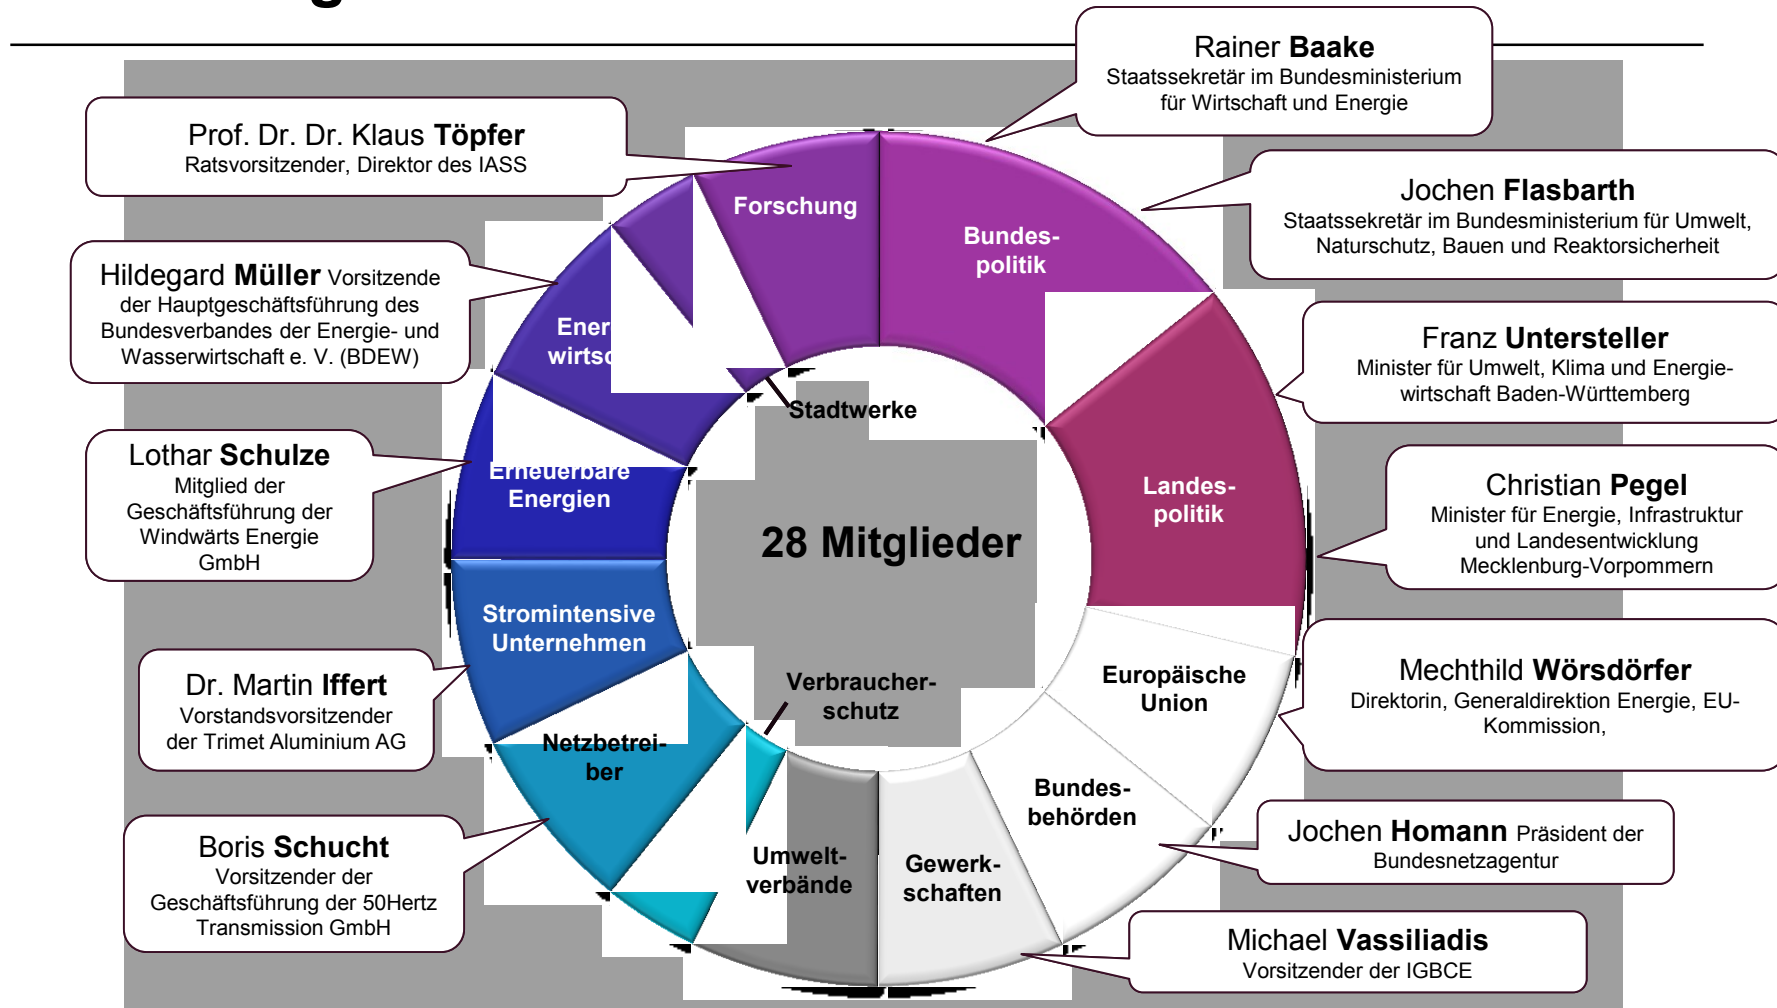 Rainer Baake
Staatssekretär im Bundesministerium
für Wirtschaft und Energie
Prof. Dr. Dr. Klaus Töpfer
Ratsvorsitzender, Direktor des IASS
Jochen Flasbarth
Staatssekretär im Bundesministerium für Umwelt,
Naturschutz, Bauen und Reaktorsicherheit
Forschung
Bundes-
politik
Hildegard Müller Vorsitzende
der Hauptgeschäftsführung des
Bundesverbandes der Energie- und
Wasserwirtschaft e. V. (BDEW)
Franz Untersteller
Minister für Umwelt, Klima und Energie-
wirtschaft Baden-Württemberg
Ener
wirtsc
Stadtwerke
Lothar Schulze
Mitglied der
Geschäftsführung der
Windwärts Energie
GmbH
Erneuerbare
Energien
Landes-
politik
Christian Pegel
Minister für Energie, Infrastruktur
und Landesentwicklung
Mecklenburg-Vorpommern
28 Mitglieder
Stromintensive
Unternehmen
Dr. Martin Iffert
Vorstandsvorsitzender
der Trimet Aluminium AG
Verbraucher-
schutz
Europäische
Union
Mechthild Wörsdörfer
Direktorin, Generaldirektion Energie, EU-
Kommission,
Netzbetrei-
ber
Bundes-
behörden
Jochen Homann Präsident der
Bundesnetzagentur
Boris Schucht
Vorsitzender der
Geschäftsführung der 50Hertz
Transmission GmbH
Umwelt-
verbände
Gewerk-
schaften
Michael Vassiliadis
Vorsitzender der IGBCE